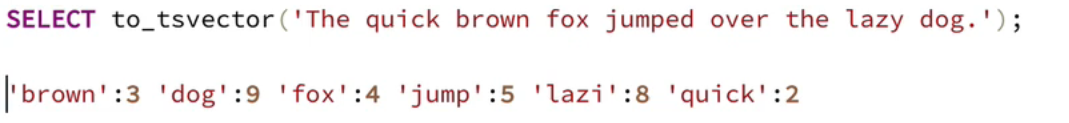 SELECT to_tsvector('The quick brown fox jumped over the lazy dog.');
'brown':3 'dog':9 'fox':4 'jump':5 'lazi':8 'quick':2